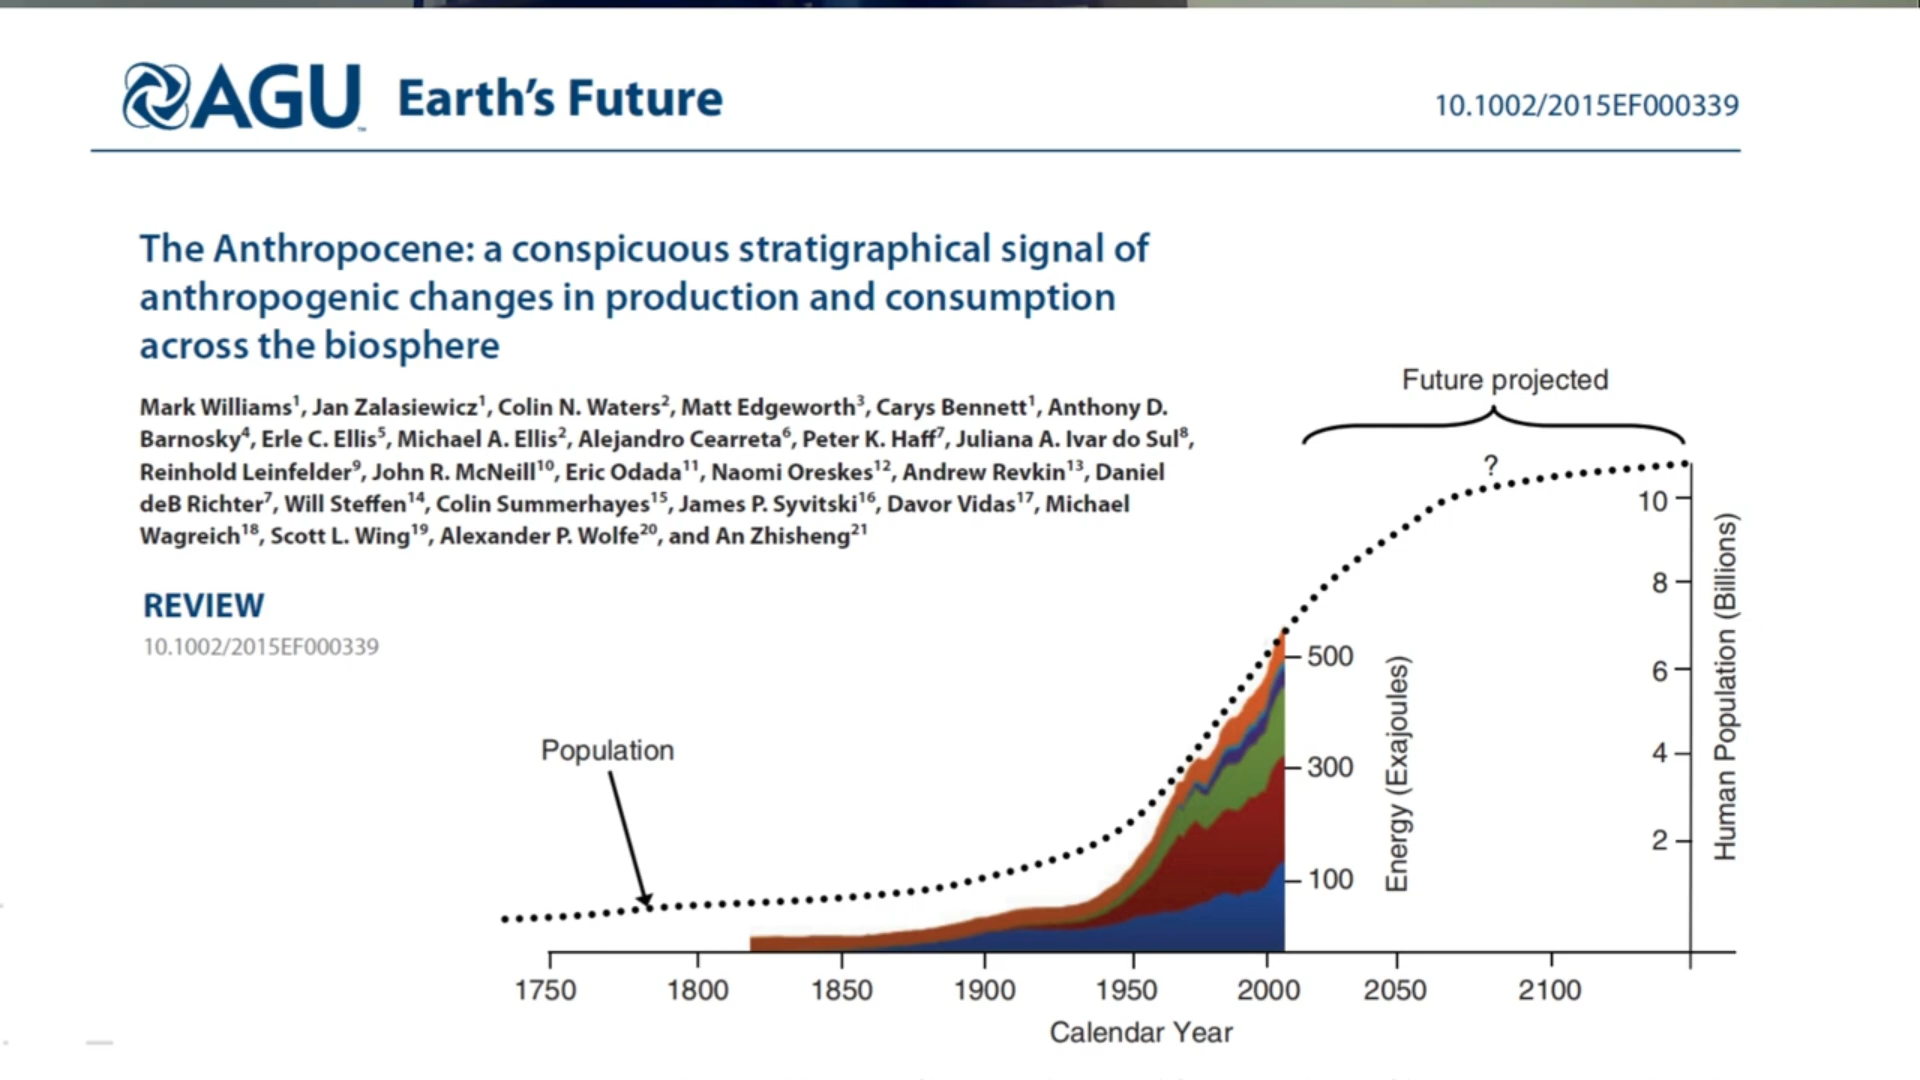 AGU™ Earth's Future
10.1002/2015EF000339
The Anthropocene: a conspicuous stratigraphical signal of
anthropogenic changes in production and consumption
across the biosphere
Mark Williams1, Jan Zalasiewicz1, Colin N. Waters2, Matt Edgeworth3, Carys Bennett1, Anthony D.
Barnosky4, Erle C. Ellis5, Michael A. Ellis2, Alejandro Cearreta6, Peter K. Haff7, Juliana A. Ivar do Sul8,
Reinhold Leinfelder9, John R. McNeill10, Eric Odada11, Naomi Oreskes12, Andrew Revkin13, Daniel
deB Richter7, Will Steffen14, Colin Summerhayes15, James P. Syvitski16, Davor Vidas17, Michael
Wagreich18, Scott L. Wing19, Alexander P. Wolfe20, and An Zhisheng21
REVIEW
10.1002/2015EF000339
Future projected
?
Population
500
300
100
Energy (Exajoules)
10
8
6
4
2
Human Population (Billions)
1750 1800 1850 1900 1950 2000 2050 2100
Calendar Year